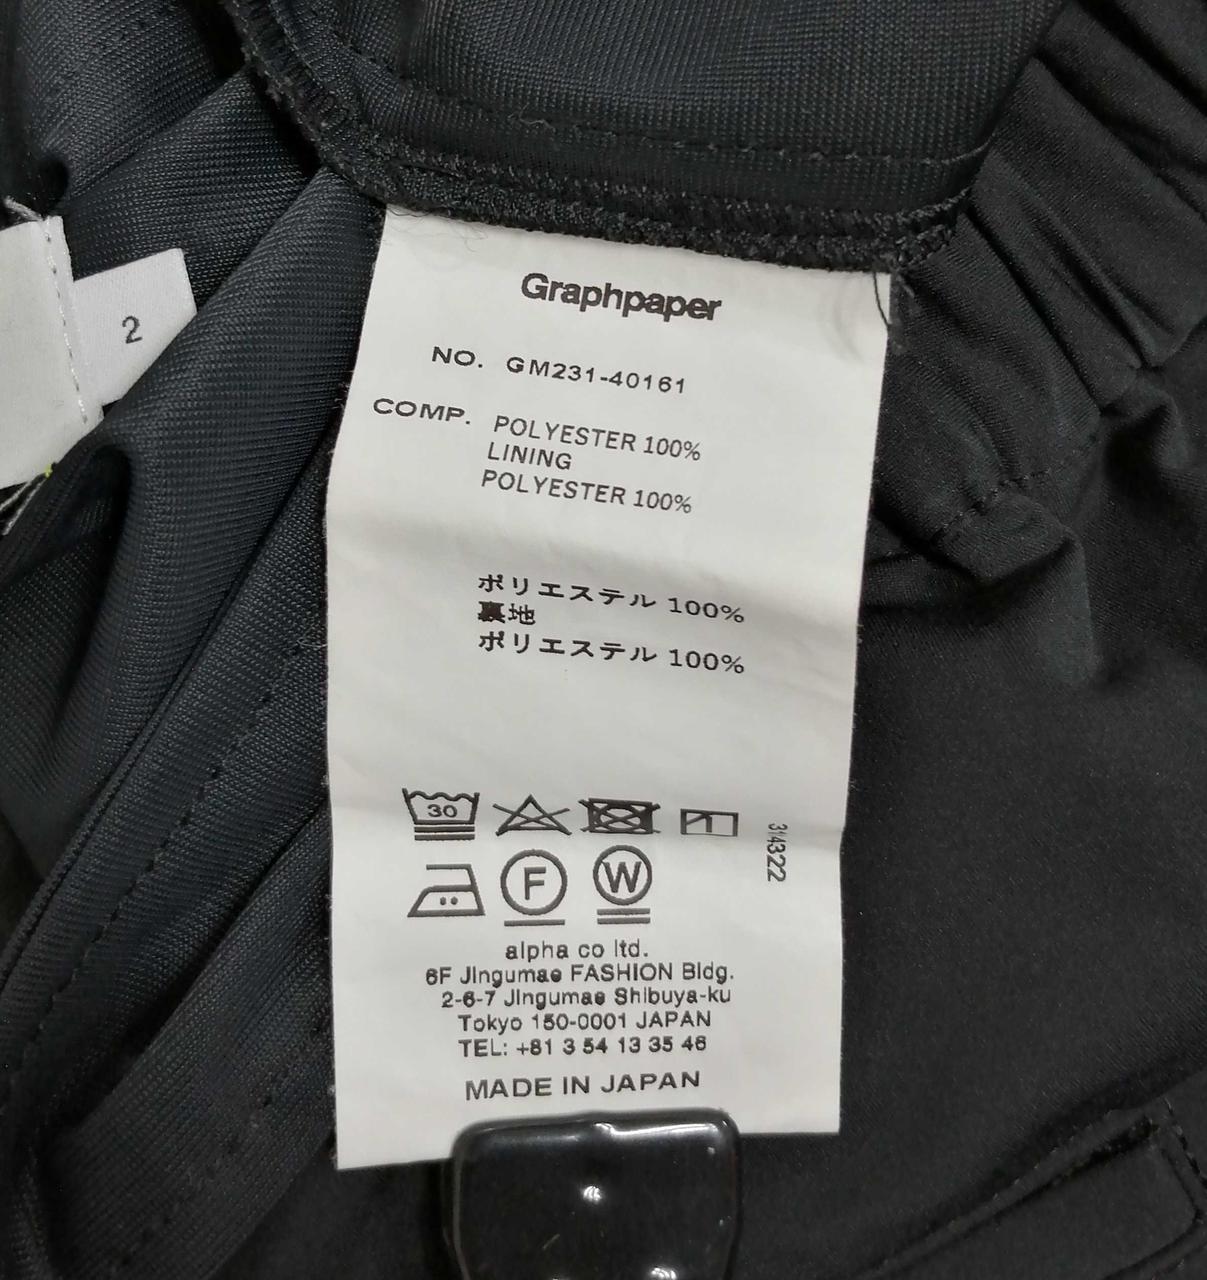 2
Graphpaper
NO. GM231-40161
COMP. POLYESTER 100%
LINING
POLYESTER 100%
ポリエステル 100%
裏地
ポリエステル 100%
30
314322
F W
alpha co ltd.
6F Jingumae FASHION Bldg.
2-6-7 Jingumae Shibuya-ku
Tokyo 150-0001 JAPAN
TEL: +81 3 54 13 35 46
MADE IN JAPAN